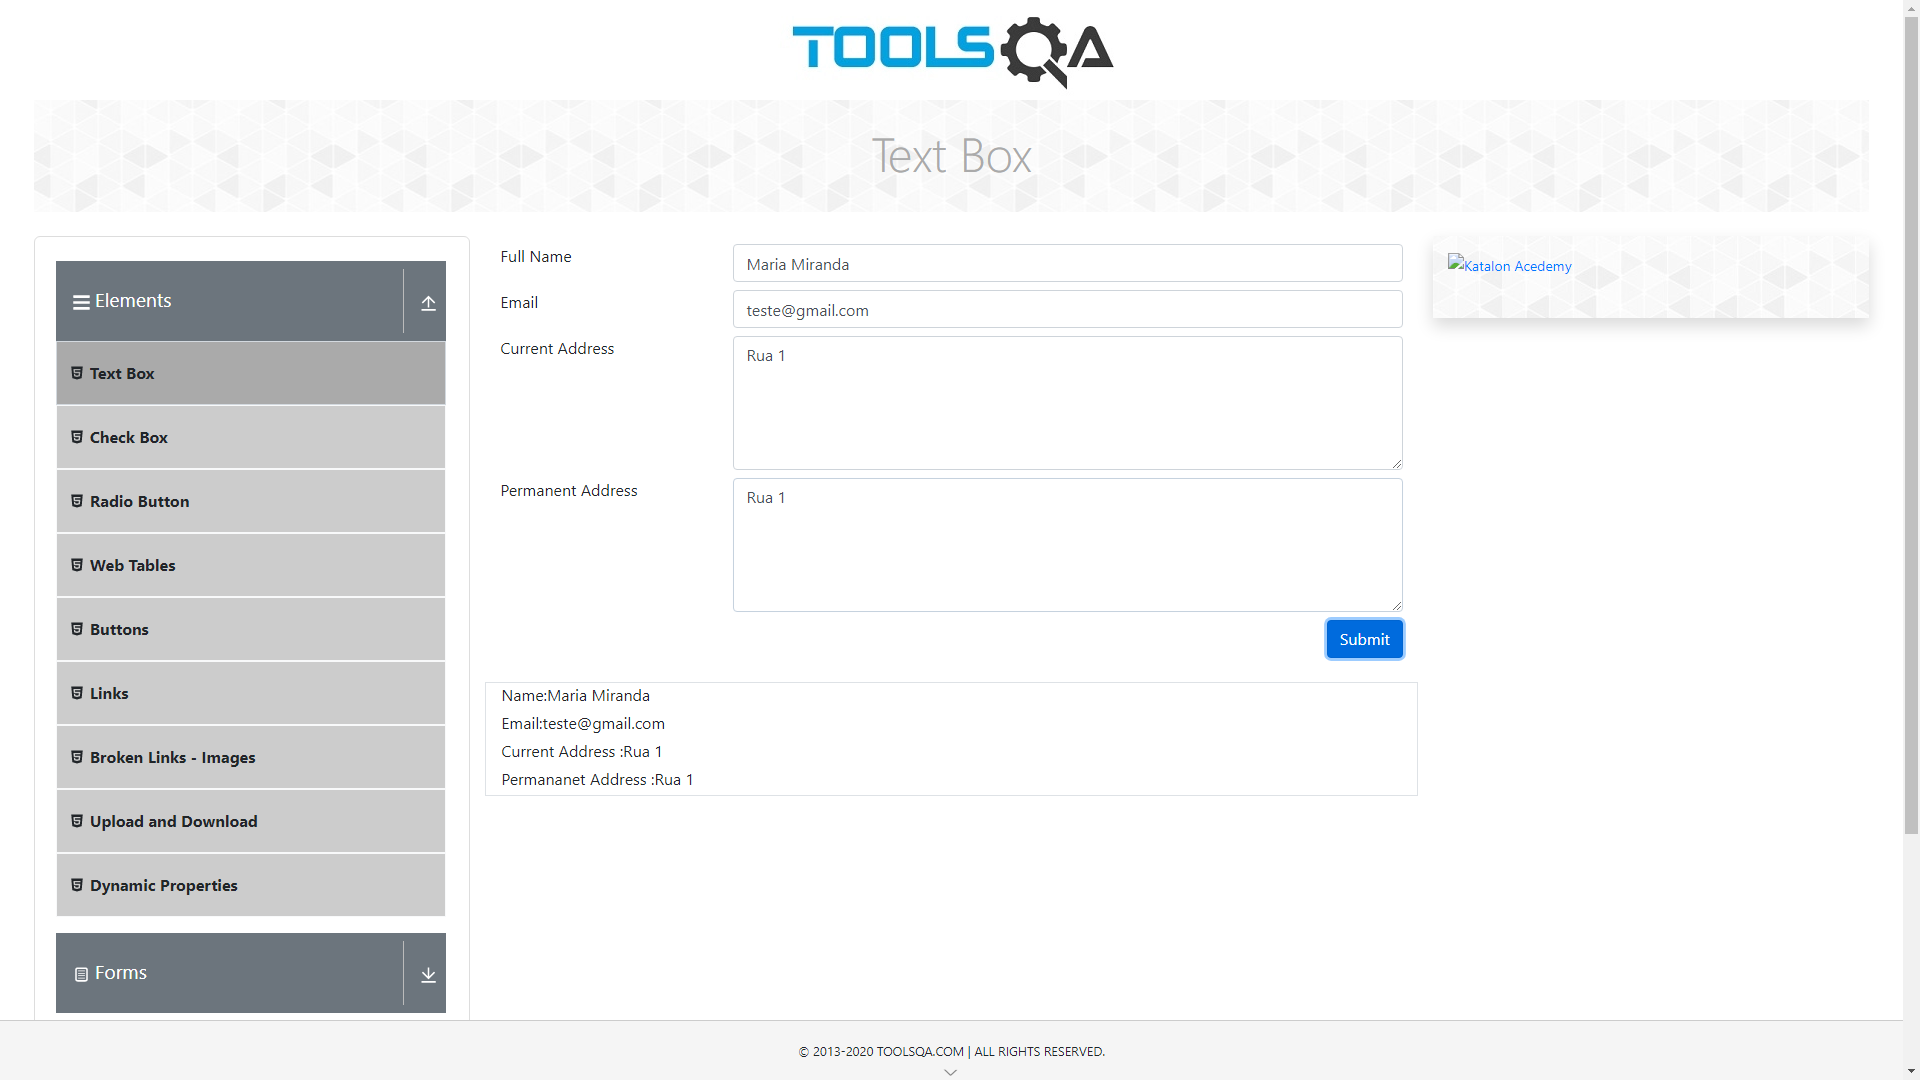 TOOLSQA
Text Box
Elements
Text Box
Check Box
Radio Button
Web Tables
Buttons
Links
Broken Links - Images
Upload and Download
Dynamic Properties
Forms
Full Name
Maria Miranda
Email
teste@gmail.com
Current Address
Rua 1
Permanent Address
Rua 1
Submit
Name:Maria Miranda
Email:teste@gmail.com
Current Address :Rua 1
Permananet Address :Rua 1
Katalon Acedemy
© 2013-2020 TOOLSQA.COM | ALL RIGHTS RESERVED.